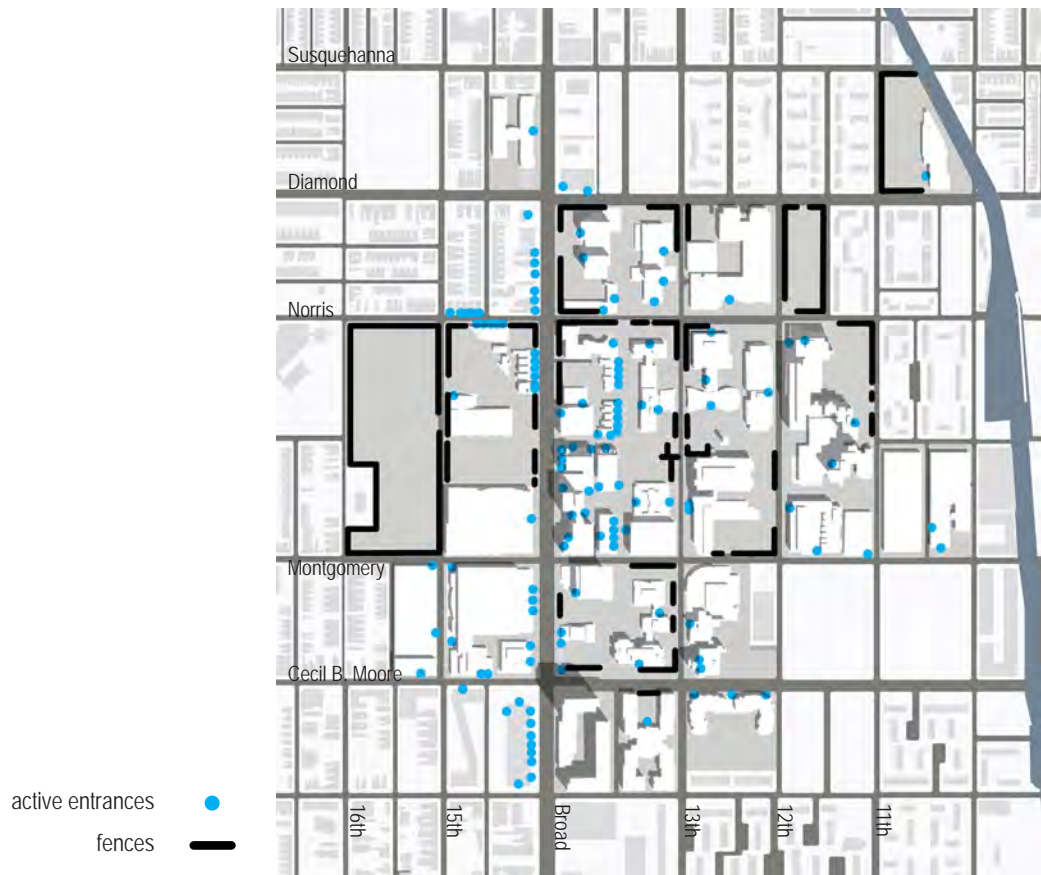 Susquehanna
Diamond
Norris
Montgomery
Cecil B. Moore
active entrances
fences
16th
15th
Broad
13th
12th
11th